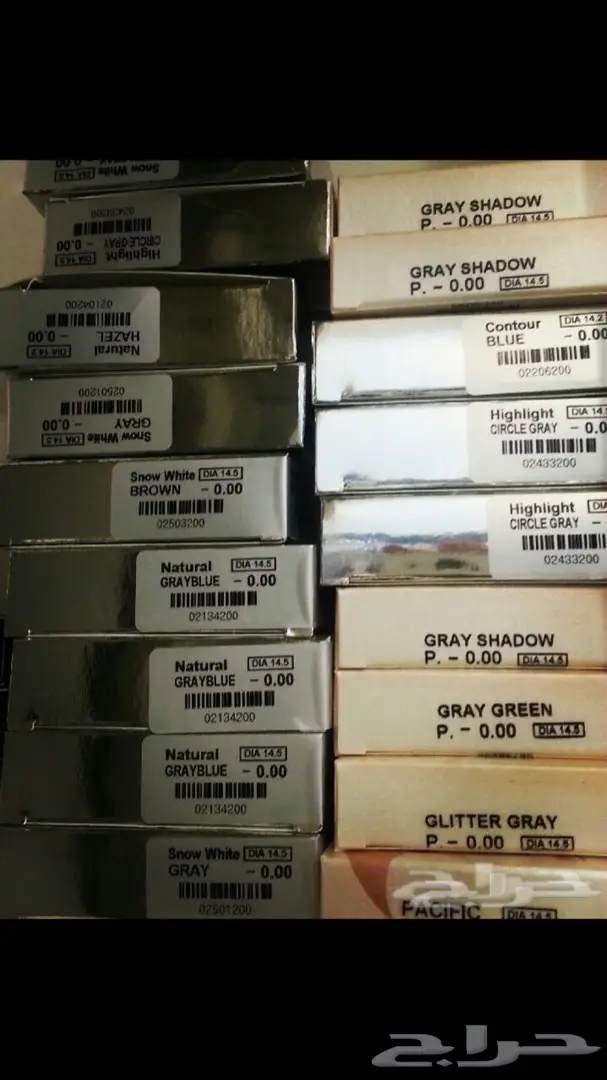 Snow White DIA 14.5
- 0.00
Highlight DIA 14.5
CIRCLE GRAY - 0.00
02433200
Natural DIA 14.2
HAZEL - 0.00
02104200
Snow White DIA 14.5
GRAY - 0.00
02501200
Snow White DIA 14.5
BROWN - 0.00
02503200
Natural DIA 14.5
GRAYBLUE - 0.00
02134200
Natural DIA 14.5
GRAYBLUE - 0.00
02134200
Natural DIA 14.5
GRAYBLUE - 0.00
02134200
Snow White DIA 14.5
GRAY - 0.00
02501200
GRAY SHADOW
P. - 0.00 DIA 14.5
GRAY SHADOW
P. - 0.00 DIA 14.5
Contour DIA 14.2
BLUE - 0.00
02206200
Highlight DIA 14.
CIRCLE GRAY - 0.0
02433200
Highlight DIA
CIRCLE GRAY -
02433200
GRAY SHADOW
P. - 0.00 DIA 14.5
GRAY GREEN
P. - 0.00 DIA 14.5
GLITTER GRAY
P. - 0.00 DIA 14.5
حراج
PACIFIC DIA 14.5
حراج